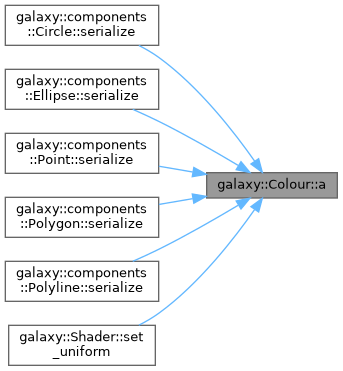 galaxy::components
::Circle::serialize
galaxy::components
::Ellipse::serialize
galaxy::components
::Point::serialize
galaxy::Colour::a
galaxy::components
::Polygon::serialize
galaxy::components
::Polyline::serialize
galaxy::Shader::set
_uniform